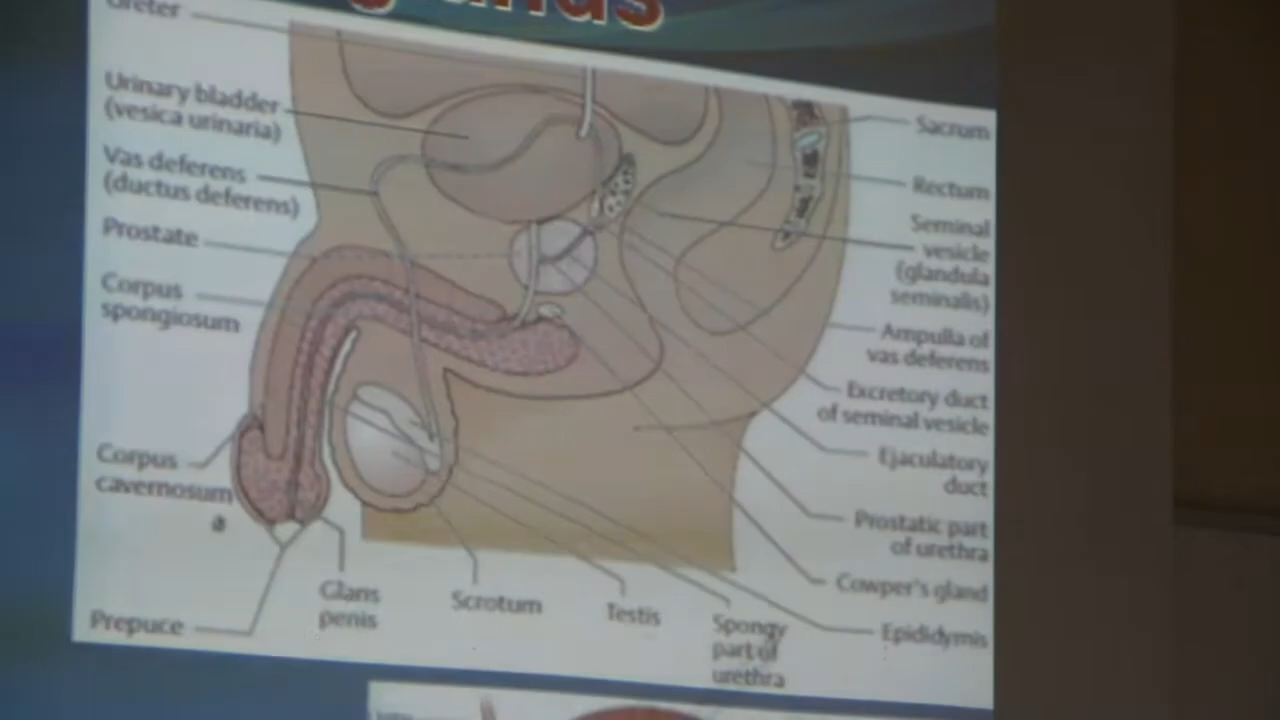 Ureter
Urinary bladder
(vesica urinaria)
Vas deferens
(ductus deferens)
Prostate
Corpus
spongiosum
Corpus
cavernosum
a
Prepuce
Glans
penis
Scrotum
Testis
Spongy
part of
urethra
Sacrum
Rectum
Seminal
vesicle
(glandula
seminalis)
Ampulla of
vas deferens
Excretory duct
of seminal vesicle
Ejaculatory
duct
Prostatic part
of urethra
Cowper's gland
Epididymis